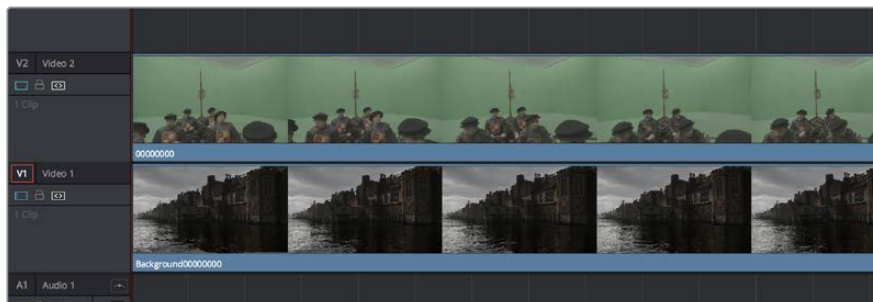 V2 Video 2
1 Clip
00000000
V1 Video 1
1 Clip
Background00000000
A1 Audio 1